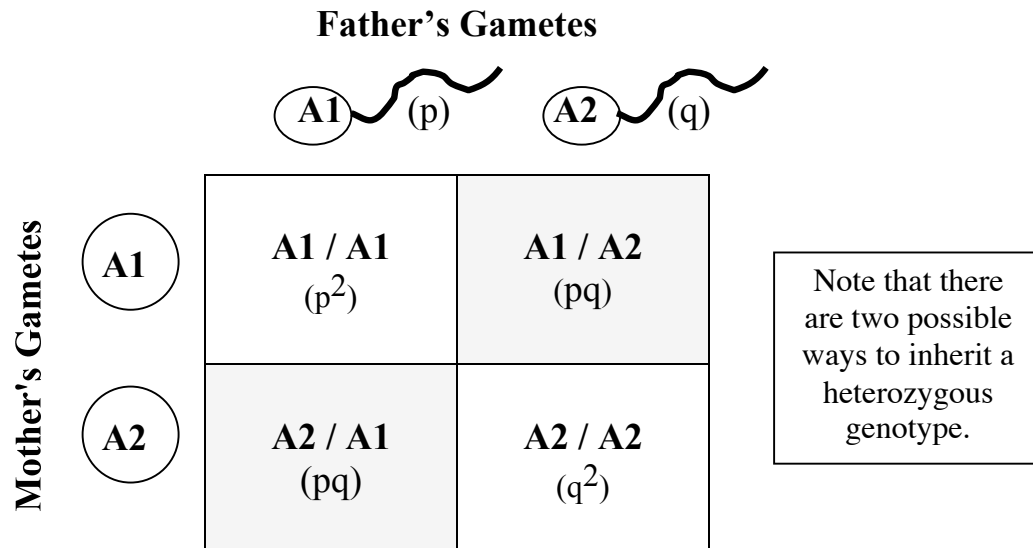 Father’s Gametes
A1 (p) A2 (q)
Mother's Gametes
A1
A1 / A1
(p²)
A1 / A2
(pq)
A2
A2 / A1
(pq)
A2 / A2
(q²)
Note that there
are two possible
ways to inherit a
heterozygous
genotype.